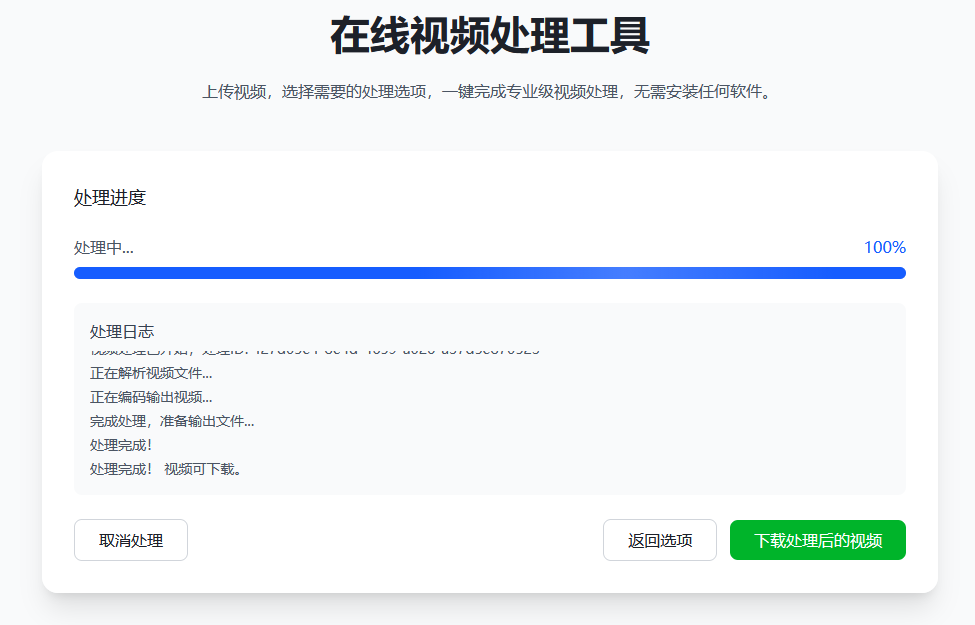 在线视频处理工具
上传视频，选择需要的处理选项，一键完成专业级视频处理，无需安装任何软件。
处理进度
处理中...
100%
处理日志
正在解析视频文件...
正在编码输出视频...
完成处理，准备输出文件...
处理完成！
处理完成！ 视频可下载。
取消处理
返回选项
下载处理后的视频